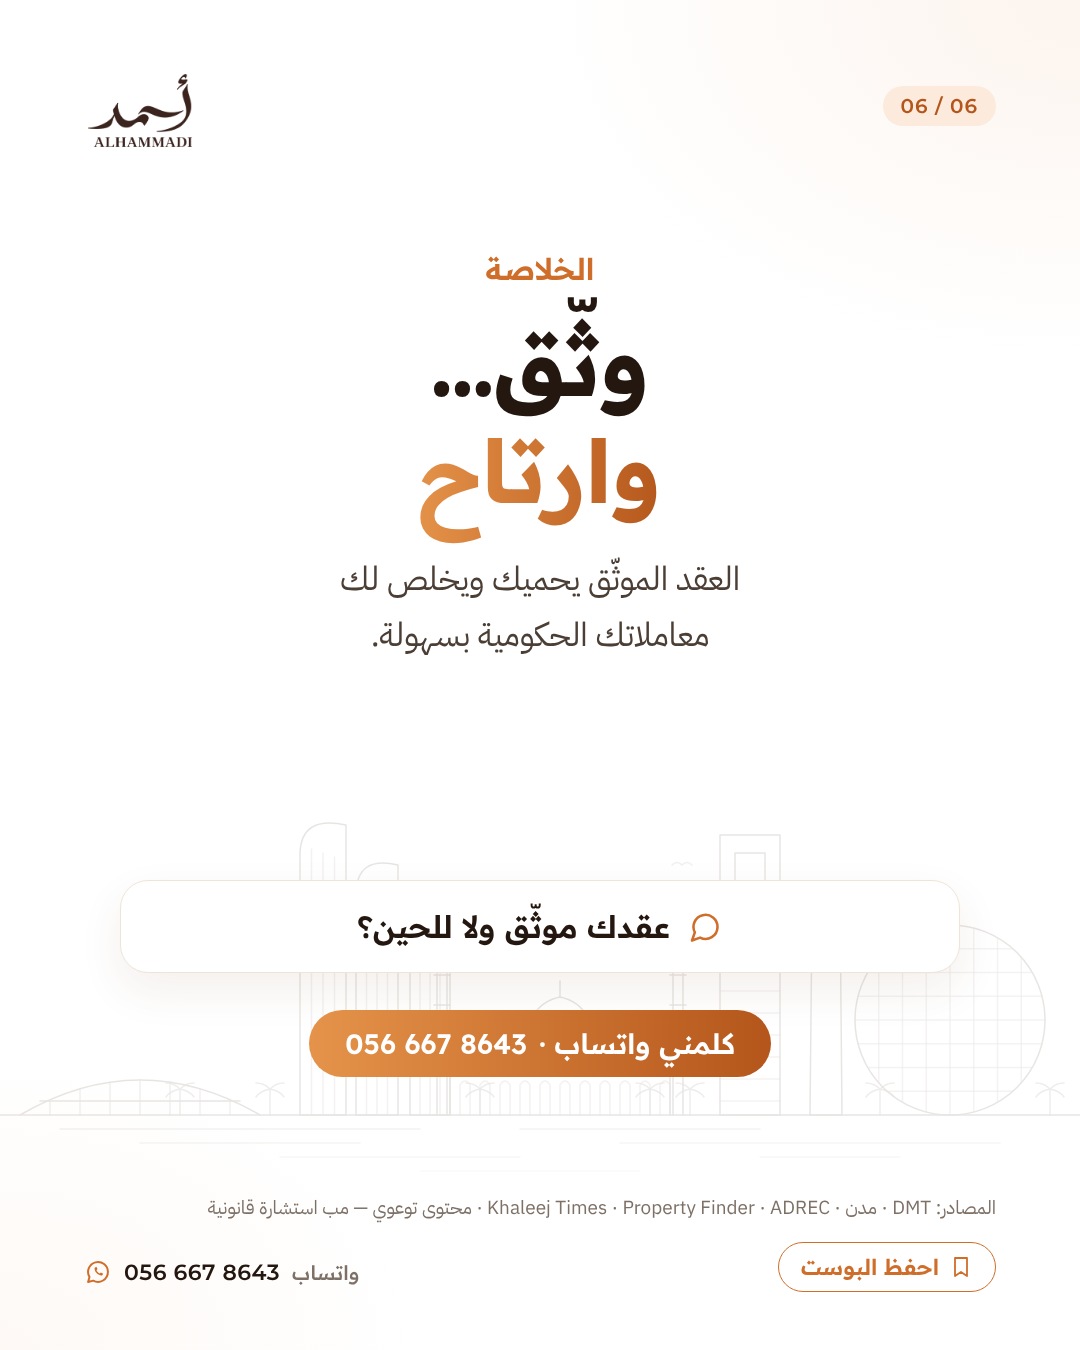 أحمد
ALHAMMADI
06 / 06
الخلاصة
وثّق...
وارتاح
العقد الموثّق يحميك ويخلص لك
معاملاتك الحكومية بسهولة.
عقدك موثّق ولا للحين؟
كلمني واتساب · 056 667 8643
المصادر: DMT · مدن · Khaleej Times · Property Finder · ADREC · محتوى توعوي — مب استشارة قانونية
احفظ البوست
واتساب 056 667 8643